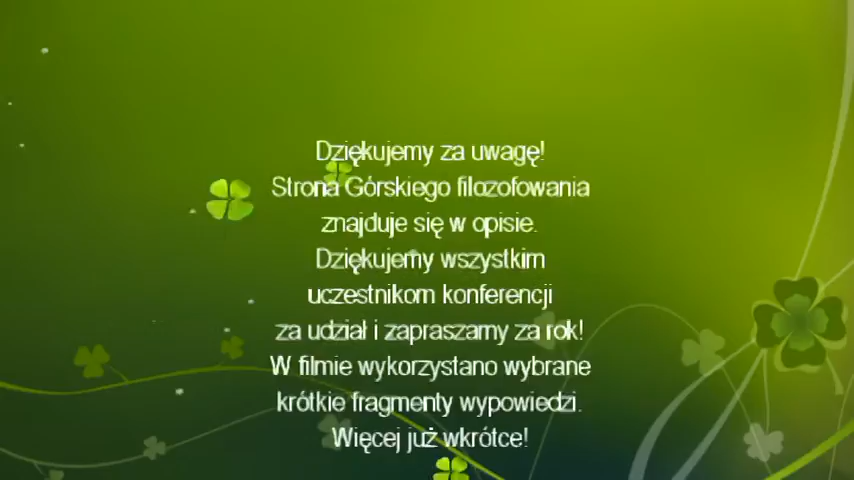 Dziękujemy za uwagę!
Strona Górskiego filozofowania
znajduje się w opisie.
Dziękujemy wszystkim
uczestnikom konferencji
za udział i zapraszamy za rok!
W filmie wykorzystano wybrane
krótkie fragmenty wypowiedzi.
Więcej już wkrótce!